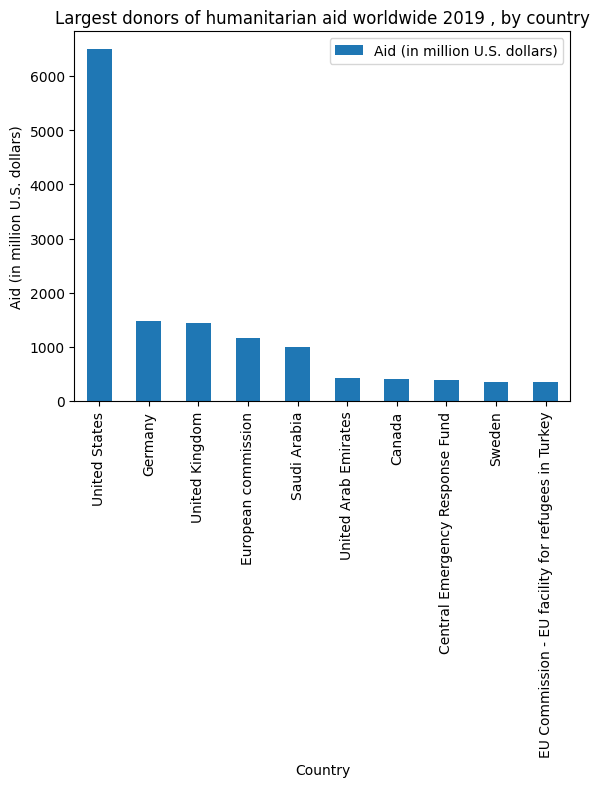 Largest donors of humanitarian aid worldwide 2019 , by country
Aid (in million U.S. dollars)
Aid (in million U.S. dollars)
6000
5000
4000
3000
2000
1000
0
United States
Germany
United Kingdom
European commission
Saudi Arabia
United Arab Emirates
Canada
Central Emergency Response Fund
Sweden
EU Commission - EU facility for refugees in Turkey
Country